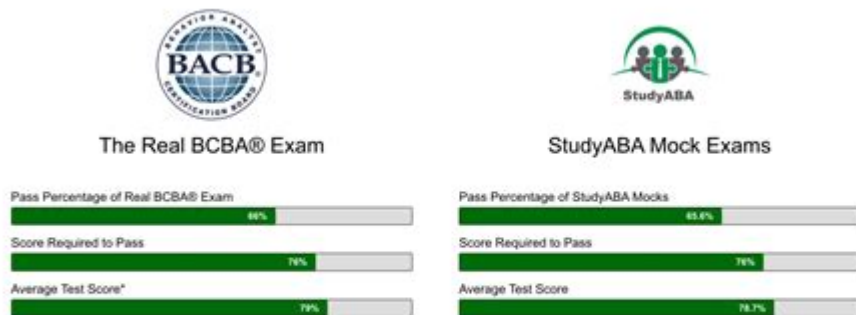 BEHAVIOR ANALYST
BACB®
CERTIFICATION BOARD
The Real BCBA® Exam
Pass Percentage of Real BCBA® Exam
66%
Score Required to Pass
76%
Average Test Score*
79%
StudyABA
StudyABA Mock Exams
Pass Percentage of StudyABA Mocks
65.6%
Score Required to Pass
76%
Average Test Score
78.7%